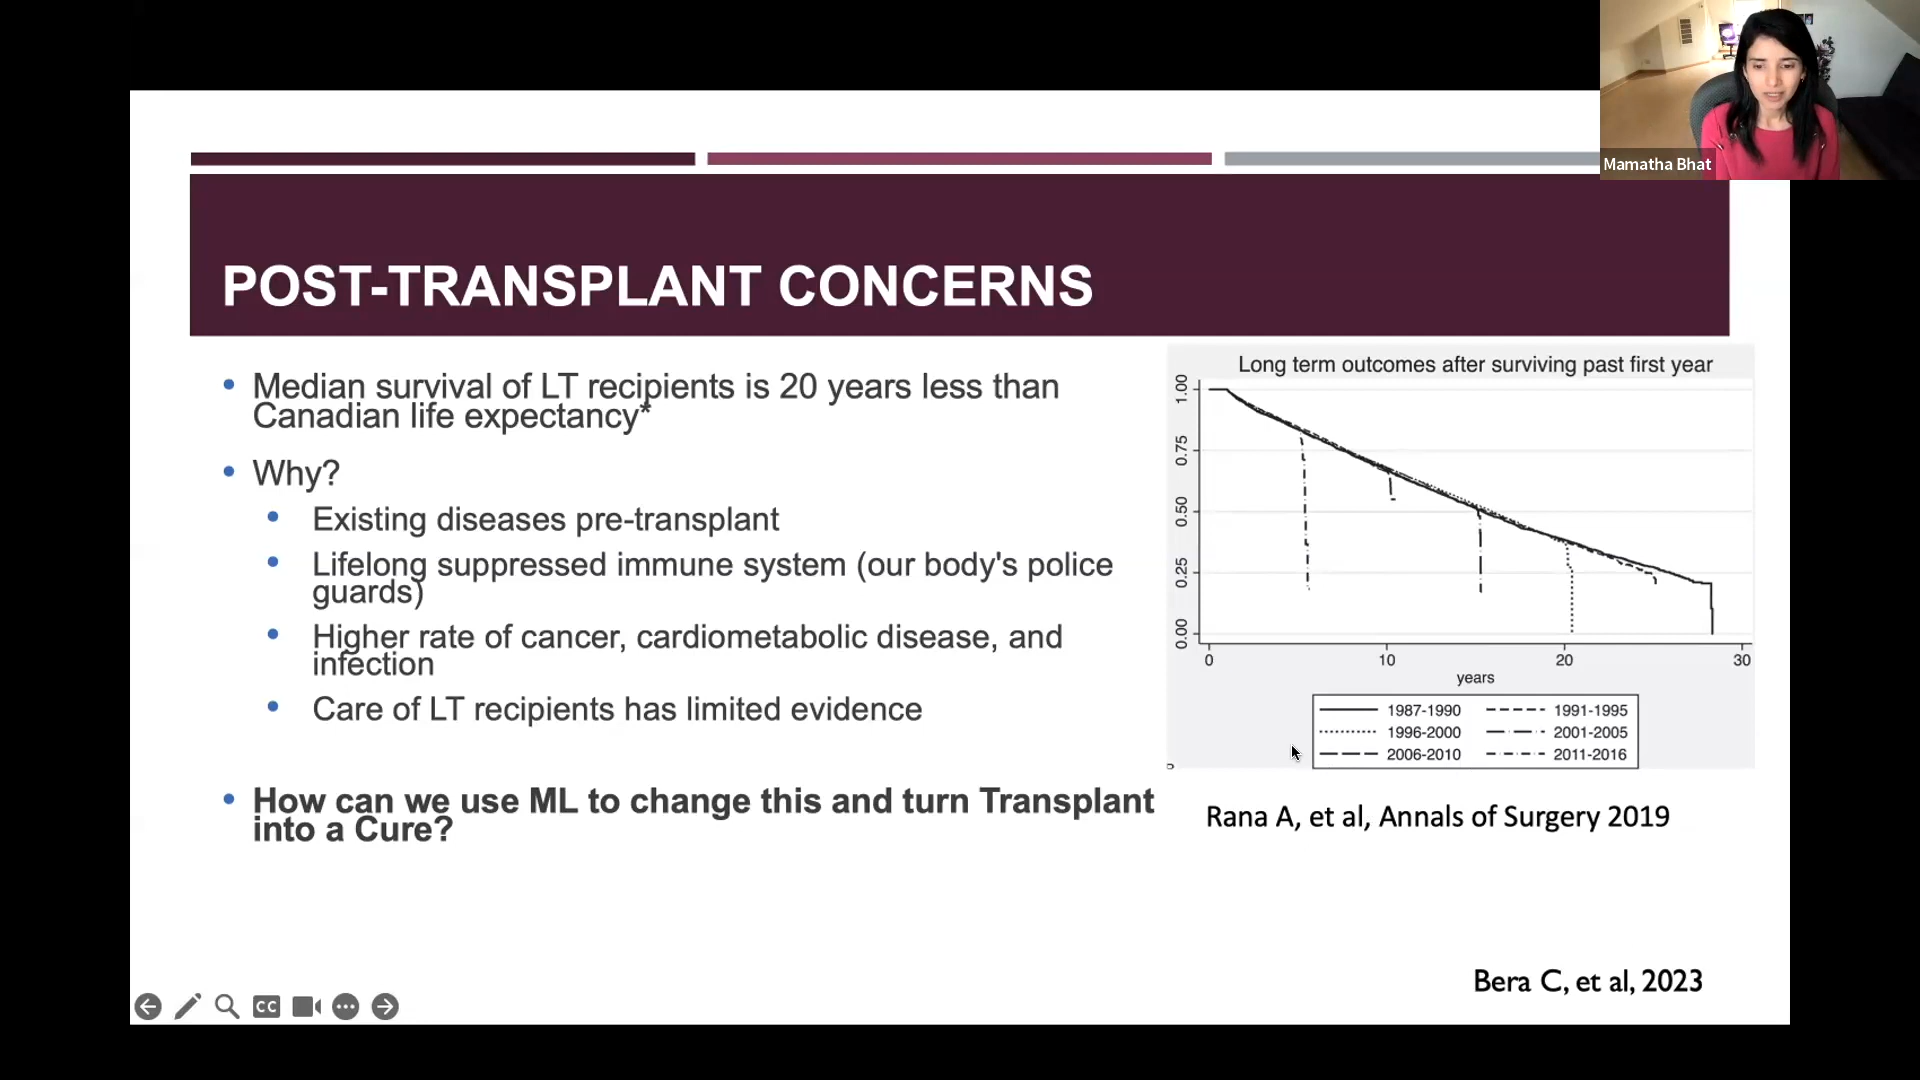 Mamatha Bhat
POST-TRANSPLANT CONCERNS
• Median survival of LT recipients is 20 years less than
Canadian life expectancy*
• Why?
• Existing diseases pre-transplant
• Lifelong suppressed immune system (our body's police
guards)
• Higher rate of cancer, cardiometabolic disease, and
infection
• Care of LT recipients has limited evidence
• How can we use ML to change this and turn Transplant
into a Cure?
Long term outcomes after surviving past first year
1.00
0.75
0.50
0.25
0.00
0 10 20 30
years
1987-1990 1991-1995
1996-2000 2001-2005
2006-2010 2011-2016
Rana A, et al, Annals of Surgery 2019
Bera C, et al, 2023
CC